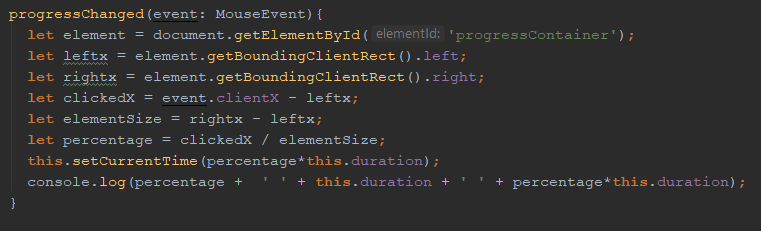 progressChanged(event: MouseEvent){
let element = document.getElementById( elementId: 'progressContainer');
let leftx = element.getBoundingClientRect().left;
let rightx = element.getBoundingClientRect().right;
let clickedX = event.clientX - leftx;
let elementSize = rightx - leftx;
let percentage = clickedX / elementSize;
this.setCurrentTime(percentage*this.duration);
console.log(percentage +  ' ' + this.duration + ' ' + percentage*this.duration);
}